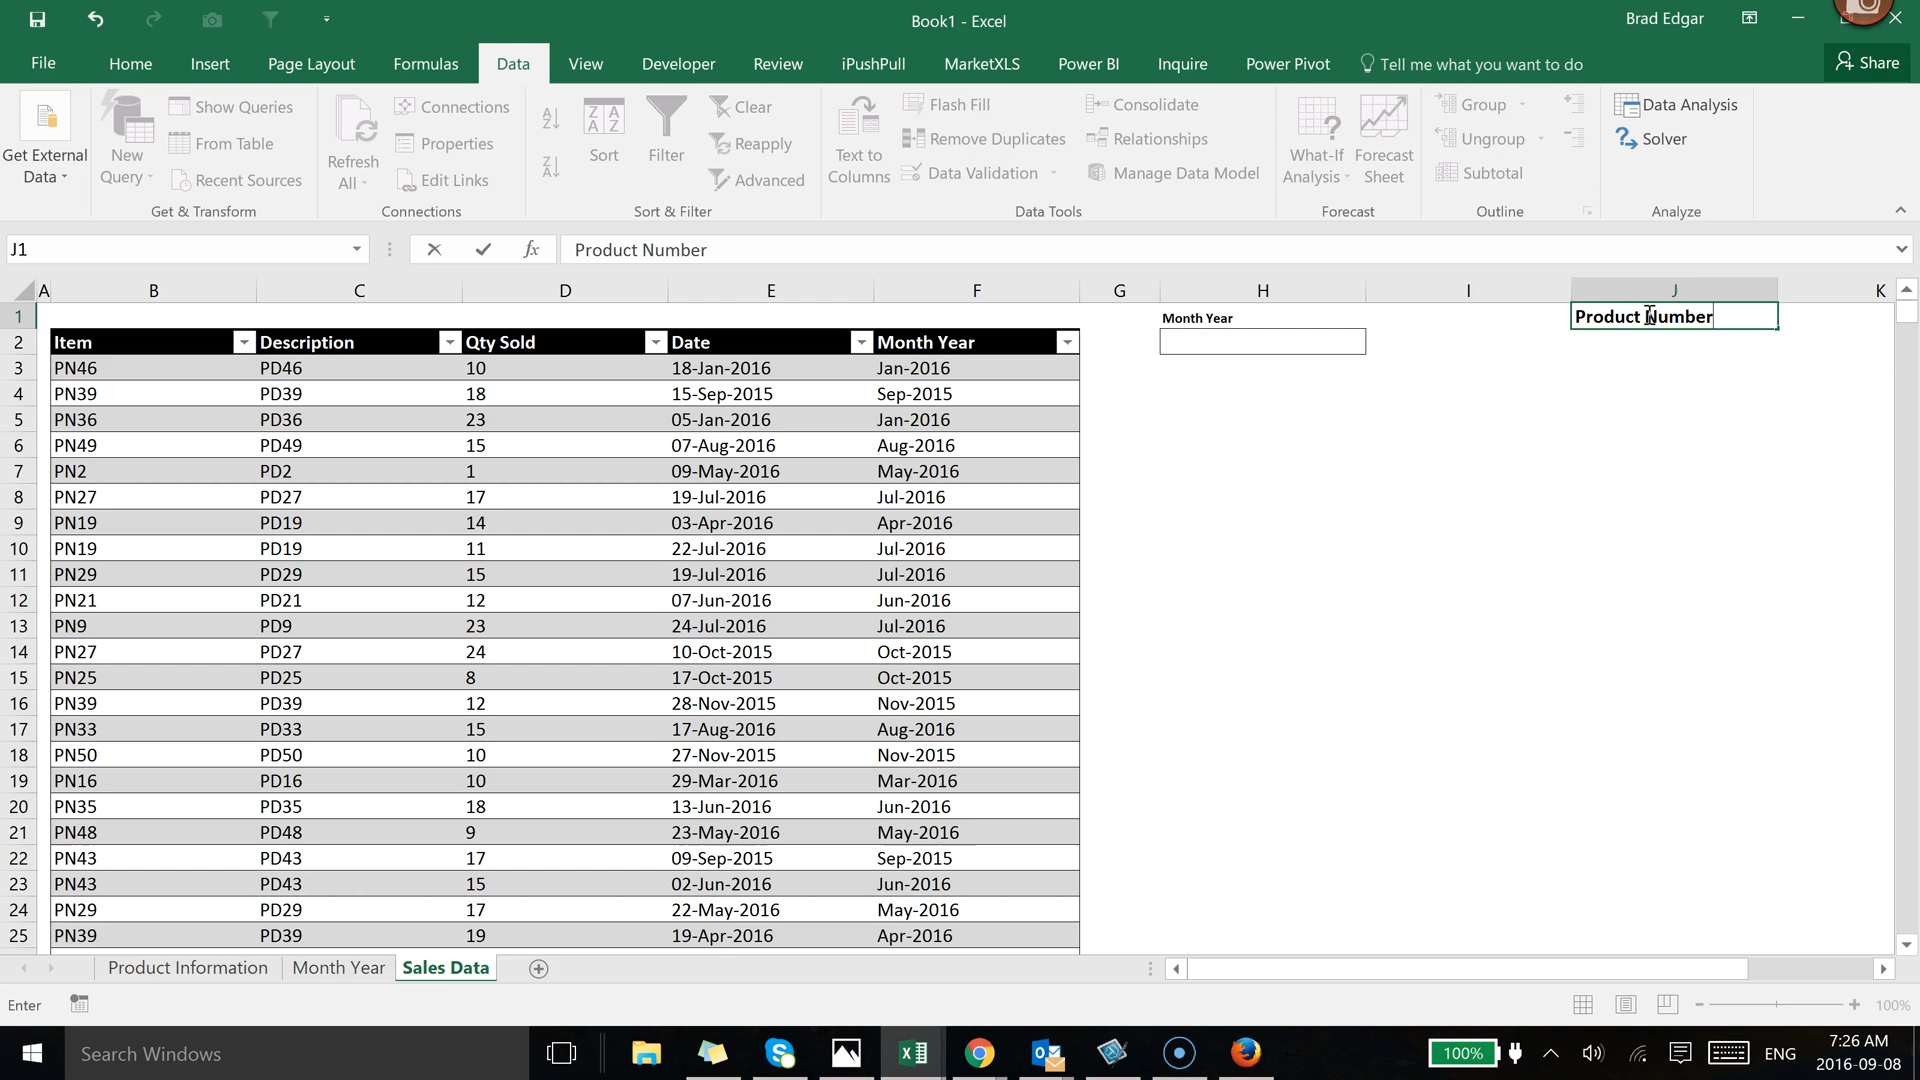 Book1 - Excel
Brad Edgar
File Home Insert Page Layout Formulas Data View Developer Review iPushPull MarketXLS Power BI Inquire Power Pivot Tell me what you want to do Share
Get External Data
New Query
Show Queries
From Table
Recent Sources
Get & Transform
Refresh All
Connections
Properties
Edit Links
Connections
Sort
Filter
Clear
Reapply
Advanced
Sort & Filter
Text to Columns
Flash Fill
Remove Duplicates
Data Validation
Consolidate
Relationships
Manage Data Model
Data Tools
What-If Analysis
Forecast Sheet
Forecast
Group
Ungroup
Subtotal
Outline
Data Analysis
Solver
Analyze
J1 fx Product Number
A B C D E F G H I J K
1 Month Year Product Number
2 Item Description Qty Sold Date Month Year
3 PN46 PD46 10 18-Jan-2016 Jan-2016
4 PN39 PD39 18 15-Sep-2015 Sep-2015
5 PN36 PD36 23 05-Jan-2016 Jan-2016
6 PN49 PD49 15 07-Aug-2016 Aug-2016
7 PN2 PD2 1 09-May-2016 May-2016
8 PN27 PD27 17 19-Jul-2016 Jul-2016
9 PN19 PD19 14 03-Apr-2016 Apr-2016
10 PN19 PD19 11 22-Jul-2016 Jul-2016
11 PN29 PD29 15 19-Jul-2016 Jul-2016
12 PN21 PD21 12 07-Jun-2016 Jun-2016
13 PN9 PD9 23 24-Jul-2016 Jul-2016
14 PN27 PD27 24 10-Oct-2015 Oct-2015
15 PN25 PD25 8 17-Oct-2015 Oct-2015
16 PN39 PD39 12 28-Nov-2015 Nov-2015
17 PN33 PD33 15 17-Aug-2016 Aug-2016
18 PN50 PD50 10 27-Nov-2015 Nov-2015
19 PN16 PD16 10 29-Mar-2016 Mar-2016
20 PN35 PD35 18 13-Jun-2016 Jun-2016
21 PN48 PD48 9 23-May-2016 May-2016
22 PN43 PD43 17 09-Sep-2015 Sep-2015
23 PN43 PD43 15 02-Jun-2016 Jun-2016
24 PN29 PD29 17 22-May-2016 May-2016
25 PN39 PD39 19 19-Apr-2016 Apr-2016
Product Information Month Year Sales Data
Enter 100%
Search Windows 100% ENG 7:26 AM
2016-09-08